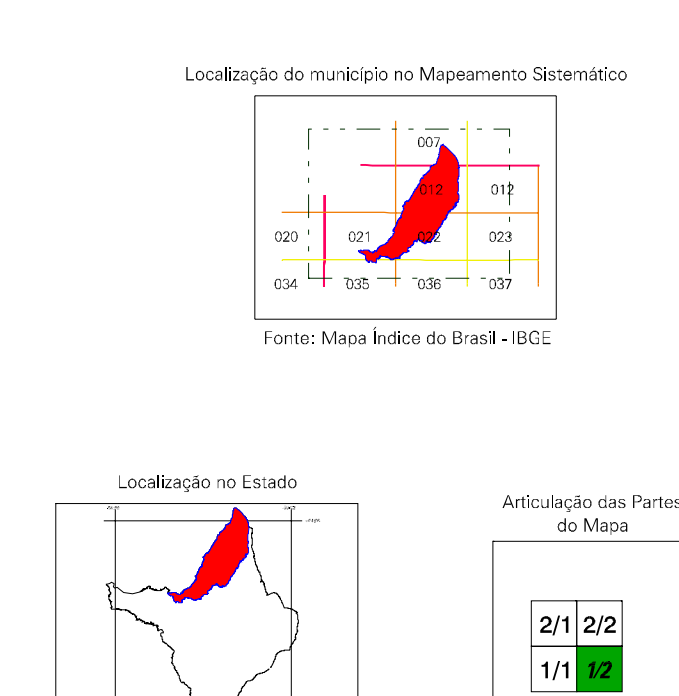 Localização do município no Mapeamento Sistemático
007
012 012
020 021 022 023
034 035 036 037
Fonte: Mapa Índice do Brasil - IBGE
Localização no Estado
Articulação das Partes
do Mapa
2/1 2/2
1/1 1/2